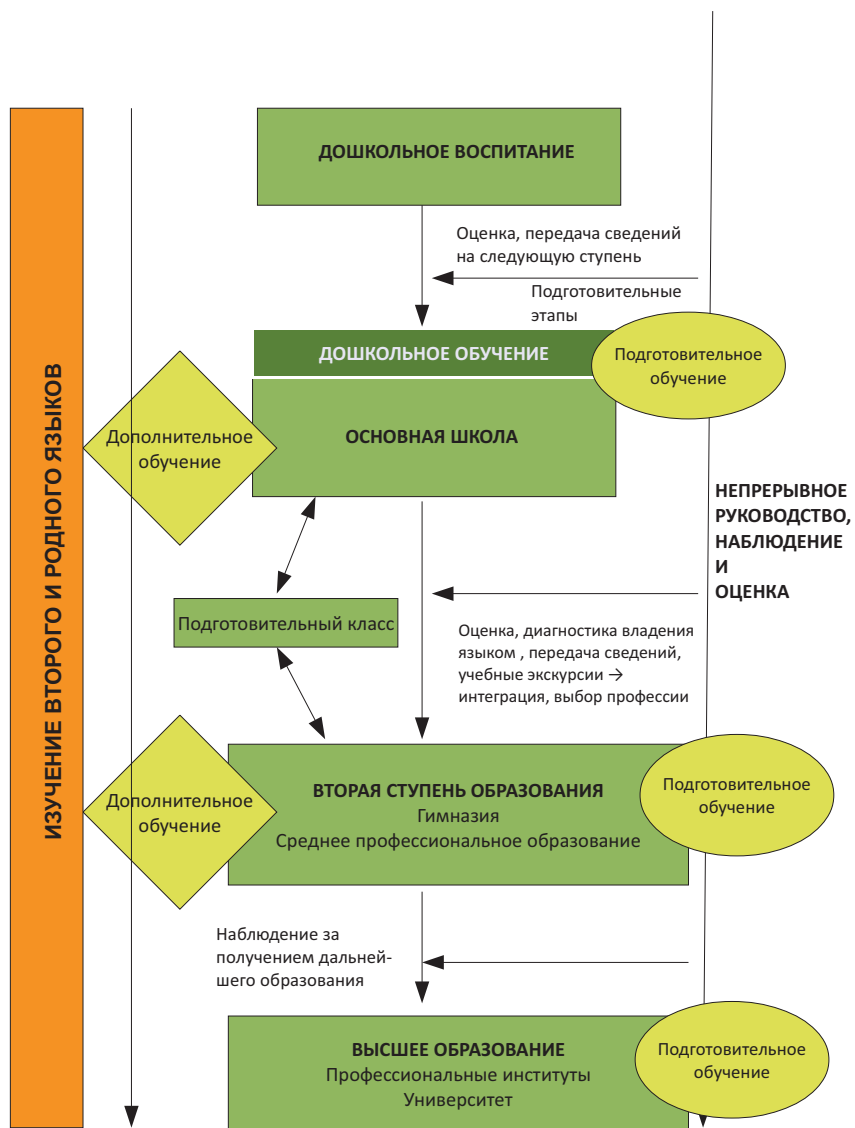 ИЗУЧЕНИЕ ВТОРОГО И РОДНОГО ЯЗЫКОВ
ДОШКОЛЬНОЕ ВОСПИТАНИЕ
Оценка, передача сведений
на следующую ступень
Подготовительные
этапы
ДОШКОЛЬНОЕ ОБУЧЕНИЕ
Подготовительное
обучение
ОСНОВНАЯ ШКОЛА
Дополнительное
обучение
НЕПРЕРЫВНОЕ
РУКОВОДСТВО,
НАБЛЮДЕНИЕ
И
ОЦЕНКА
Подготовительный класс
Оценка, диагностика владения
языком , передача сведений,
учебные экскурсии →
интеграция, выбор профессии
ВТОРАЯ СТУПЕНЬ ОБРАЗОВАНИЯ
Гимназия
Среднее профессиональное образование
Дополнительное
обучение
Подготовительное
обучение
Наблюдение за
получением дальней-
шего образования
ВЫСШЕЕ ОБРАЗОВАНИЕ
Профессиональные институты
Университет
Подготовительное
обучение